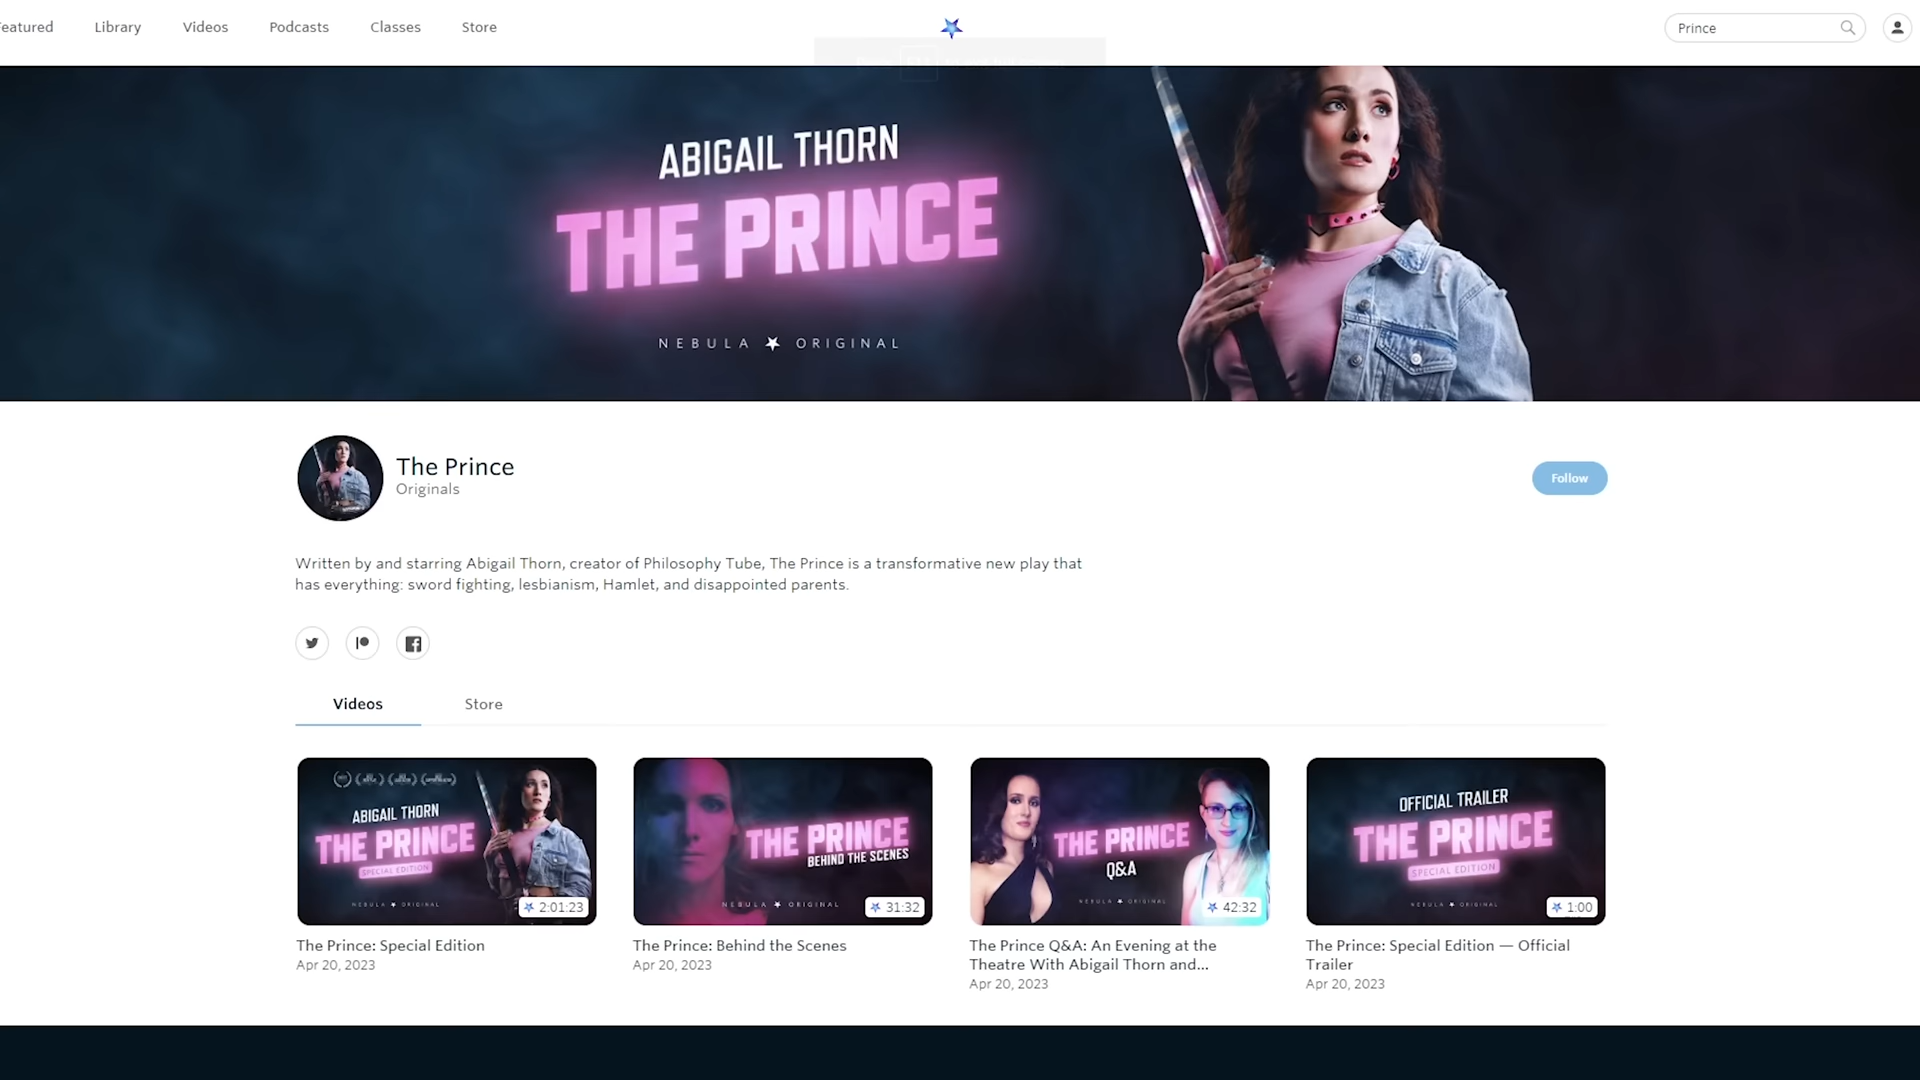 Featured
Library
Videos
Podcasts
Classes
Store
Prince
ABIGAIL THORN
THE PRINCE
NEBULA ORIGINAL
The Prince
Originals
Follow
Written by and starring Abigail Thorn, creator of Philosophy Tube, The Prince is a transformative new play that
has everything: sword fighting, lesbianism, Hamlet, and disappointed parents.
Videos
Store
ABIGAIL THORN
THE PRINCE
SPECIAL EDITION
NEBULA ORIGINAL
2:01:23
THE PRINCE
BEHIND THE SCENES
NEBULA ORIGINAL
31:32
THE PRINCE
Q&A
NEBULA ORIGINAL
42:32
OFFICIAL TRAILER
THE PRINCE
SPECIAL EDITION
NEBULA ORIGINAL
1:00
The Prince: Special Edition
Apr 20, 2023
The Prince: Behind the Scenes
Apr 20, 2023
The Prince Q&A: An Evening at the
Theatre With Abigail Thorn and...
Apr 20, 2023
The Prince: Special Edition — Official
Trailer
Apr 20, 2023